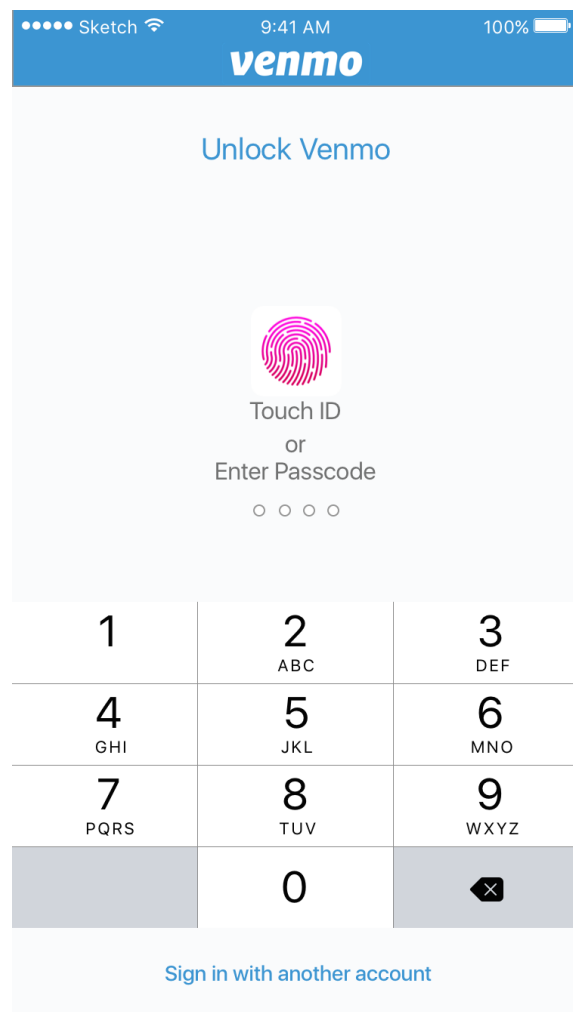 Sketch 9:41 AM 100%
venmo
Unlock Venmo
Touch ID
or
Enter Passcode
1 2 3
ABC DEF
4 5 6
GHI JKL MNO
7 8 9
PQRS TUV WXYZ
0
Sign in with another account